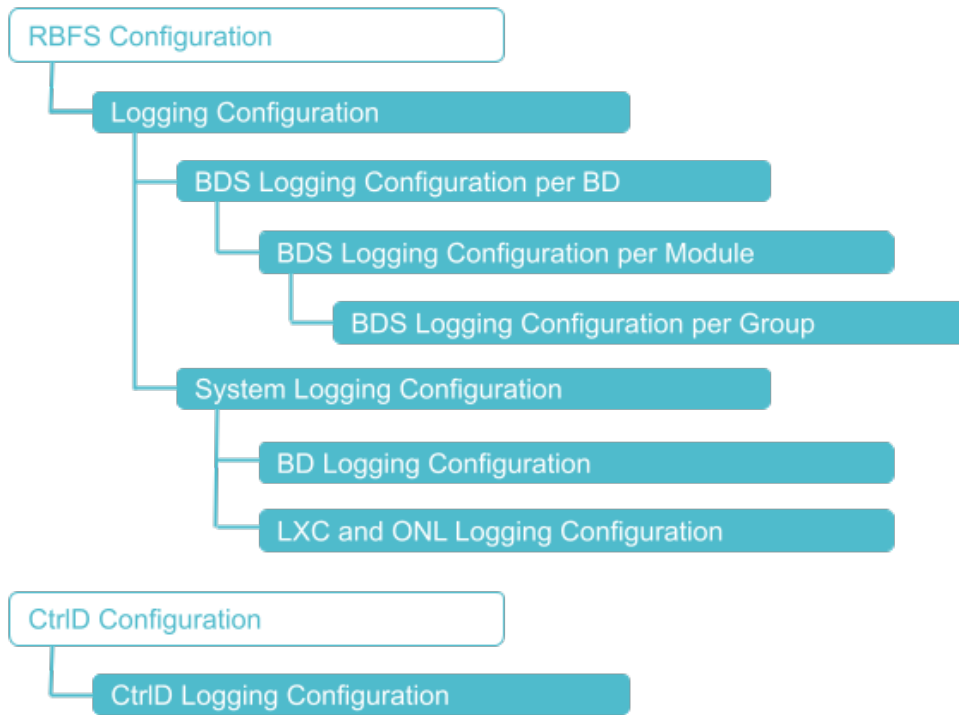 RBFS Configuration
Logging Configuration
BDS Logging Configuration per BD
BDS Logging Configuration per Module
BDS Logging Configuration per Group
System Logging Configuration
BD Logging Configuration
LXC and ONL Logging Configuration
CtrlD Configuration
CtrlD Logging Configuration